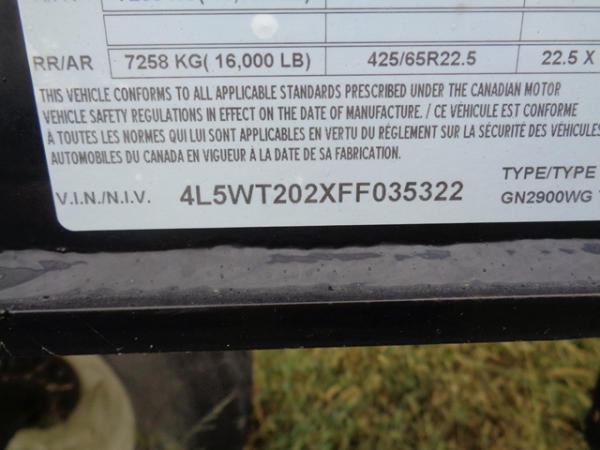 RR/AR 7258 KG( 16,000 LB) 425/65R22.5 22.5 X
THIS VEHICLE CONFORMS TO ALL APPLICABLE STANDARDS PRESCRIBED UNDER THE CANADIAN MOTOR
VEHICLE SAFETY REGULATIONS IN EFFECT ON THE DATE OF MANUFACTURE. / CE VÉHICULE EST CONFORME
À TOUTES LES NORMES QUI LUI SONT APPLICABLES EN VERTU DU RÈGLEMENT SUR LA SÉCURITÉ DES VÉHICULES
AUTOMOBILES DU CANADA EN VIGUEUR À LA DATE DE SA FABRICATION.
TYPE/TYPE
V.I.N./N.I.V. 4L5WT202XFF035322 GN2900WG